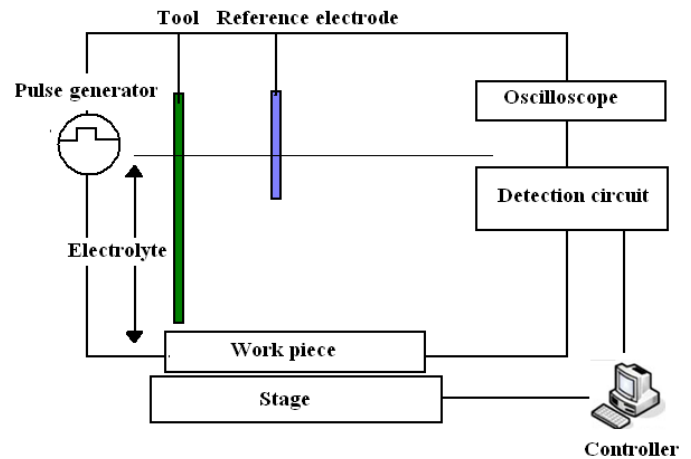 Tool Reference electrode
Pulse generator
Oscilloscope
Detection circuit
Electrolyte
Work piece
Stage
Controller